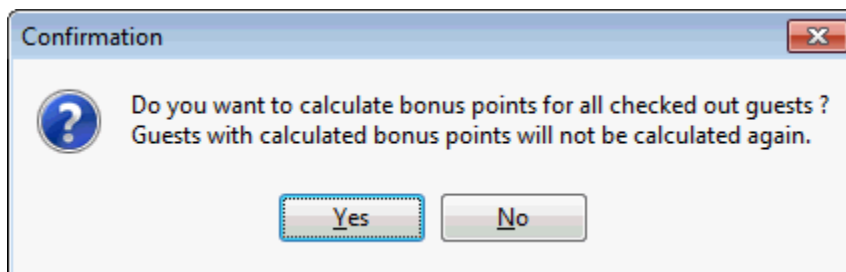 Confirmation
Do you want to calculate bonus points for all checked out guests ?
Guests with calculated bonus points will not be calculated again.
Yes
No